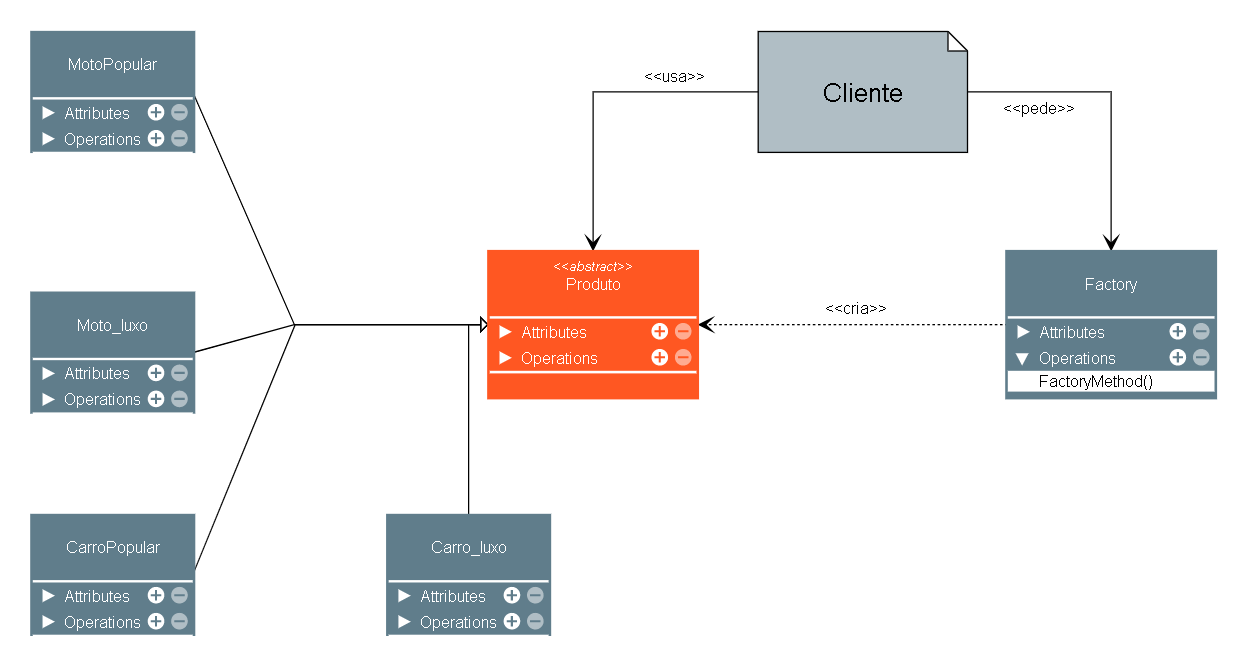 MotoPopular
Attributes
Operations
Moto_luxo
Attributes
Operations
CarroPopular
Attributes
Operations
Carro_luxo
Attributes
Operations
<<usa>>
Cliente
<<pede>>
<<abstract>>
Produto
Attributes
Operations
<<cria>>
Factory
Attributes
Operations
FactoryMethod()